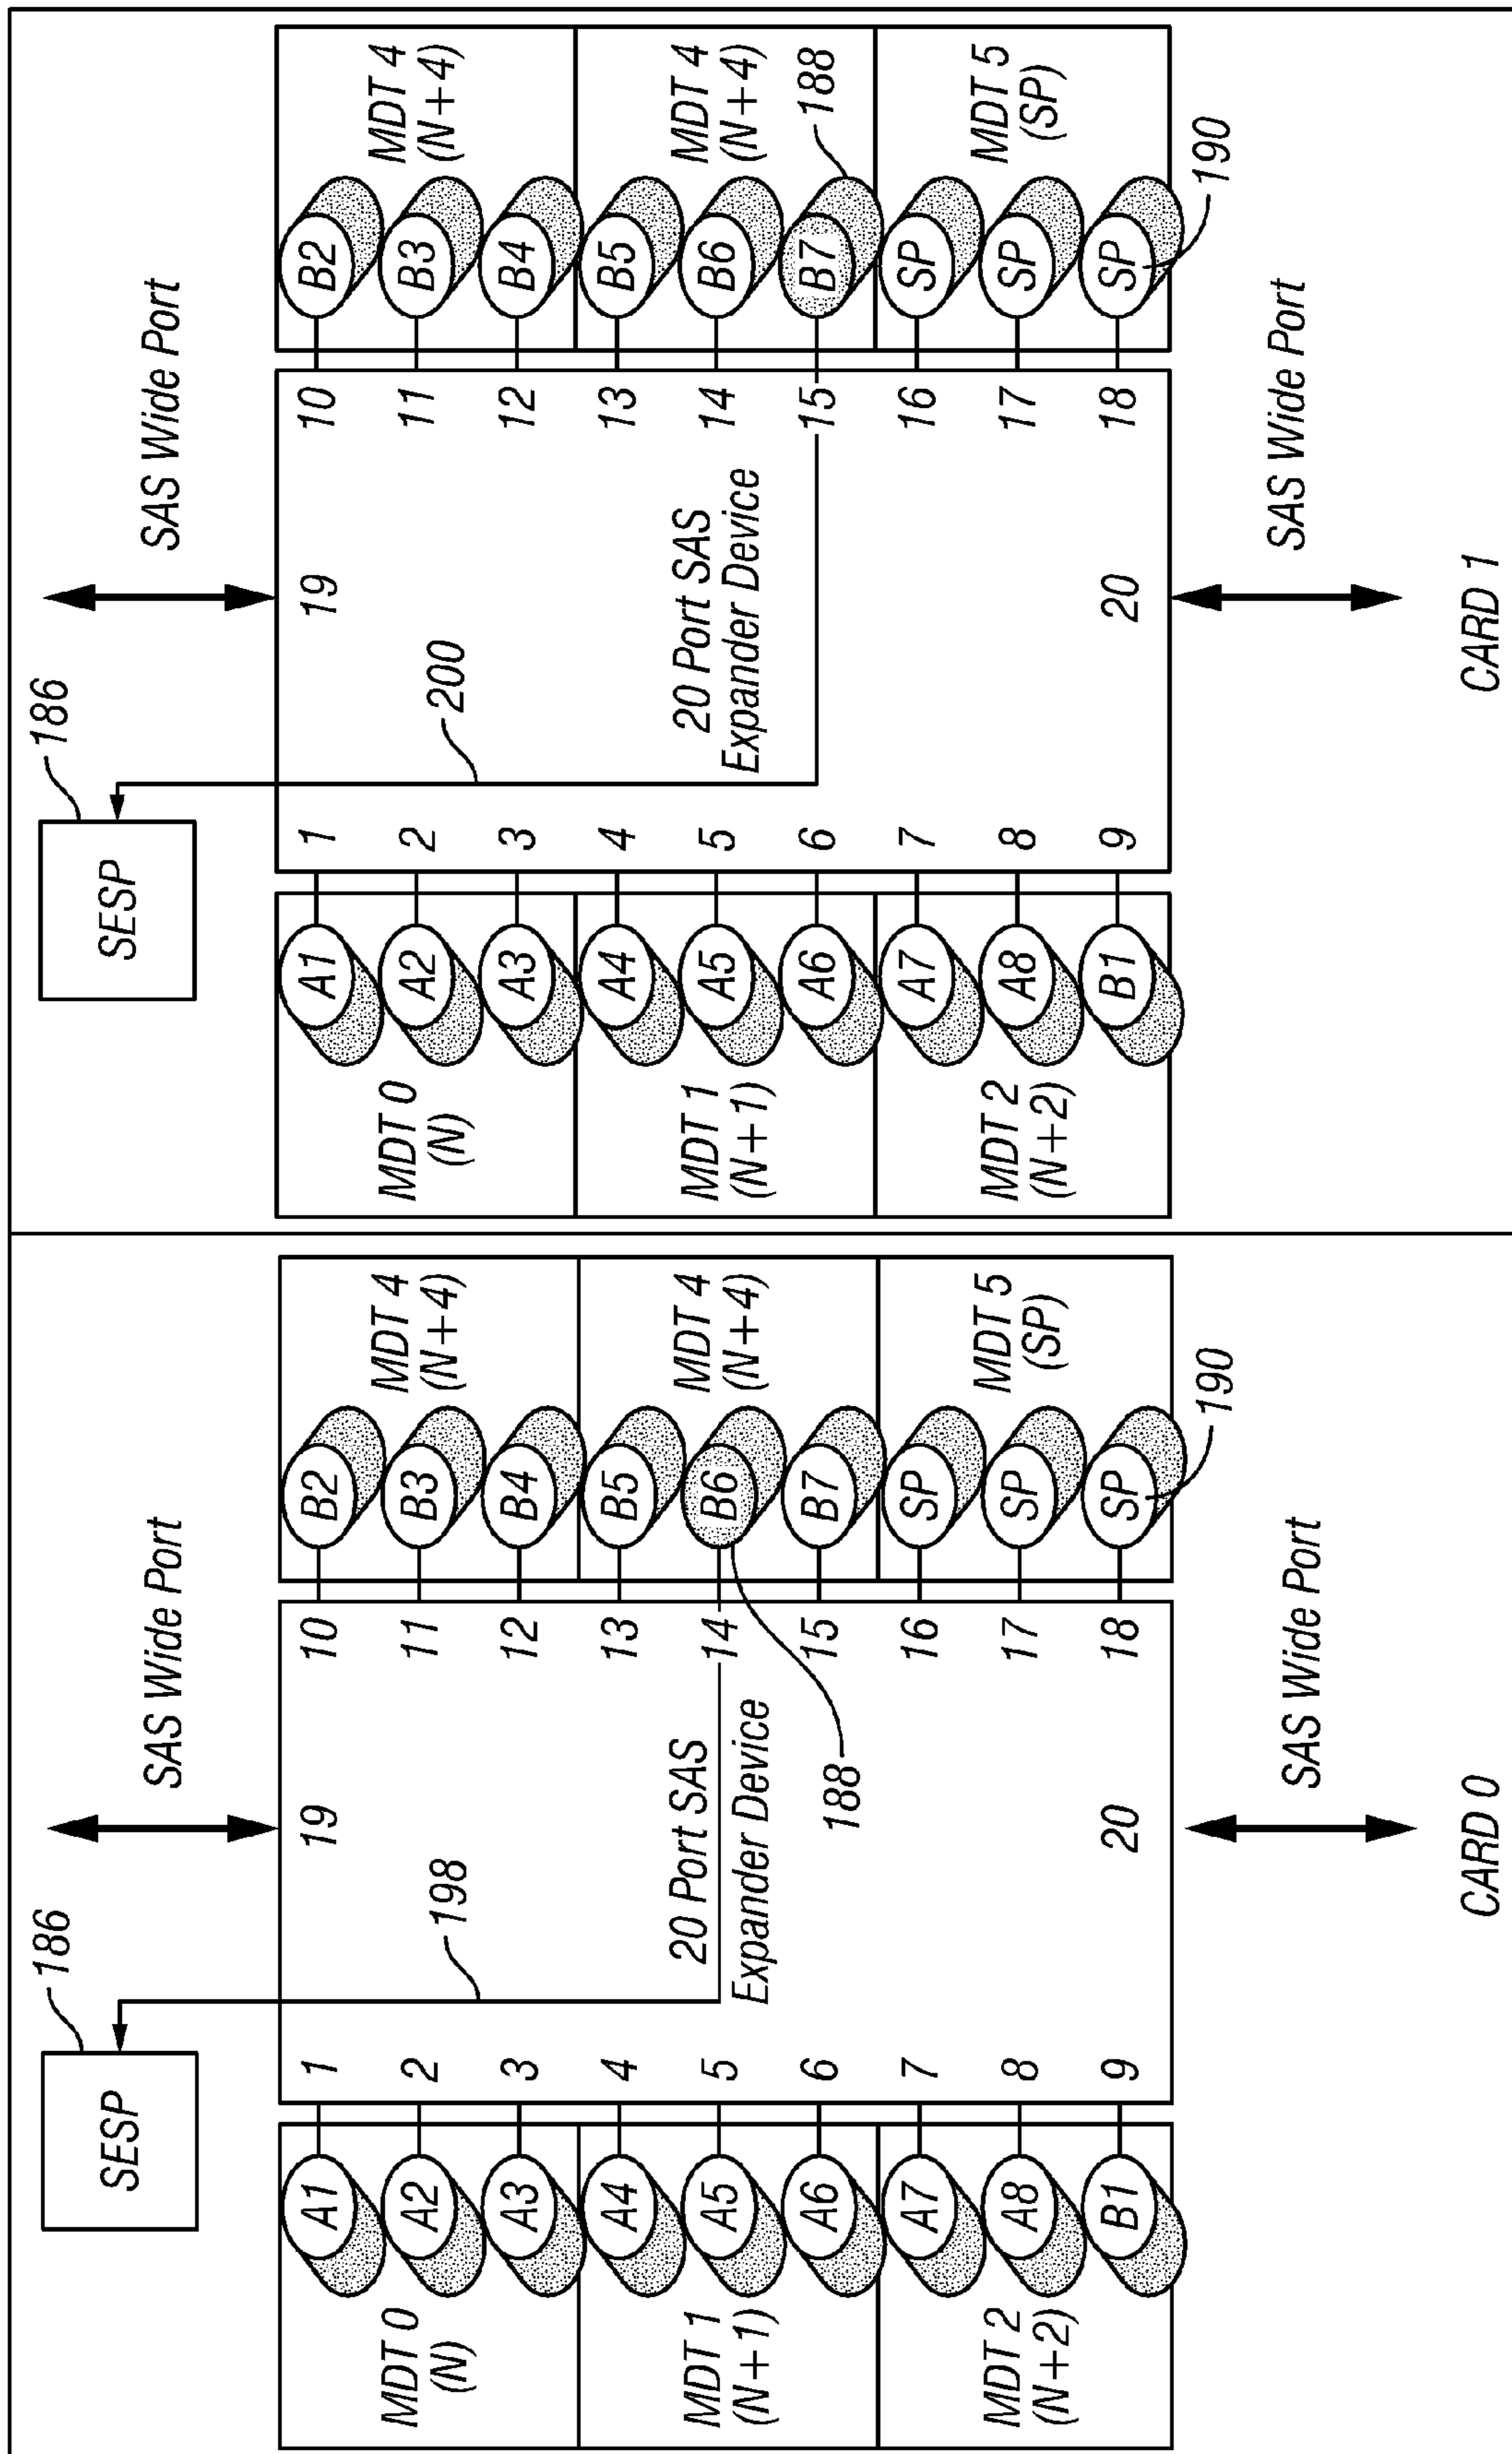 186
SESP
SAS Wide Port
19
198
20 Port SAS
Expander Device
188
20
SAS Wide Port
CARD 0
MDT 0
(N)
A1
1
A2
2
A3
3
MDT 1
(N+1)
A4
4
A5
5
A6
6
MDT 2
(N+2)
A7
7
A8
8
B1
9
10
B2
MDT 4
(N+4)
11
B3
12
B4
13
B5
MDT 4
(N+4)
14
B6
15
B7
16
SP
MDT 5
(SP)
17
SP
18
SP
190
186
SESP
SAS Wide Port
19
200
20 Port SAS
Expander Device
20
SAS Wide Port
CARD 1
MDT 0
(N)
A1
1
A2
2
A3
3
MDT 1
(N+1)
A4
4
A5
5
A6
6
MDT 2
(N+2)
A7
7
A8
8
B1
9
10
B2
MDT 4
(N+4)
11
B3
12
B4
13
B5
MDT 4
(N+4)
14
B6
15
B7
188
16
SP
MDT 5
(SP)
17
SP
18
SP
190